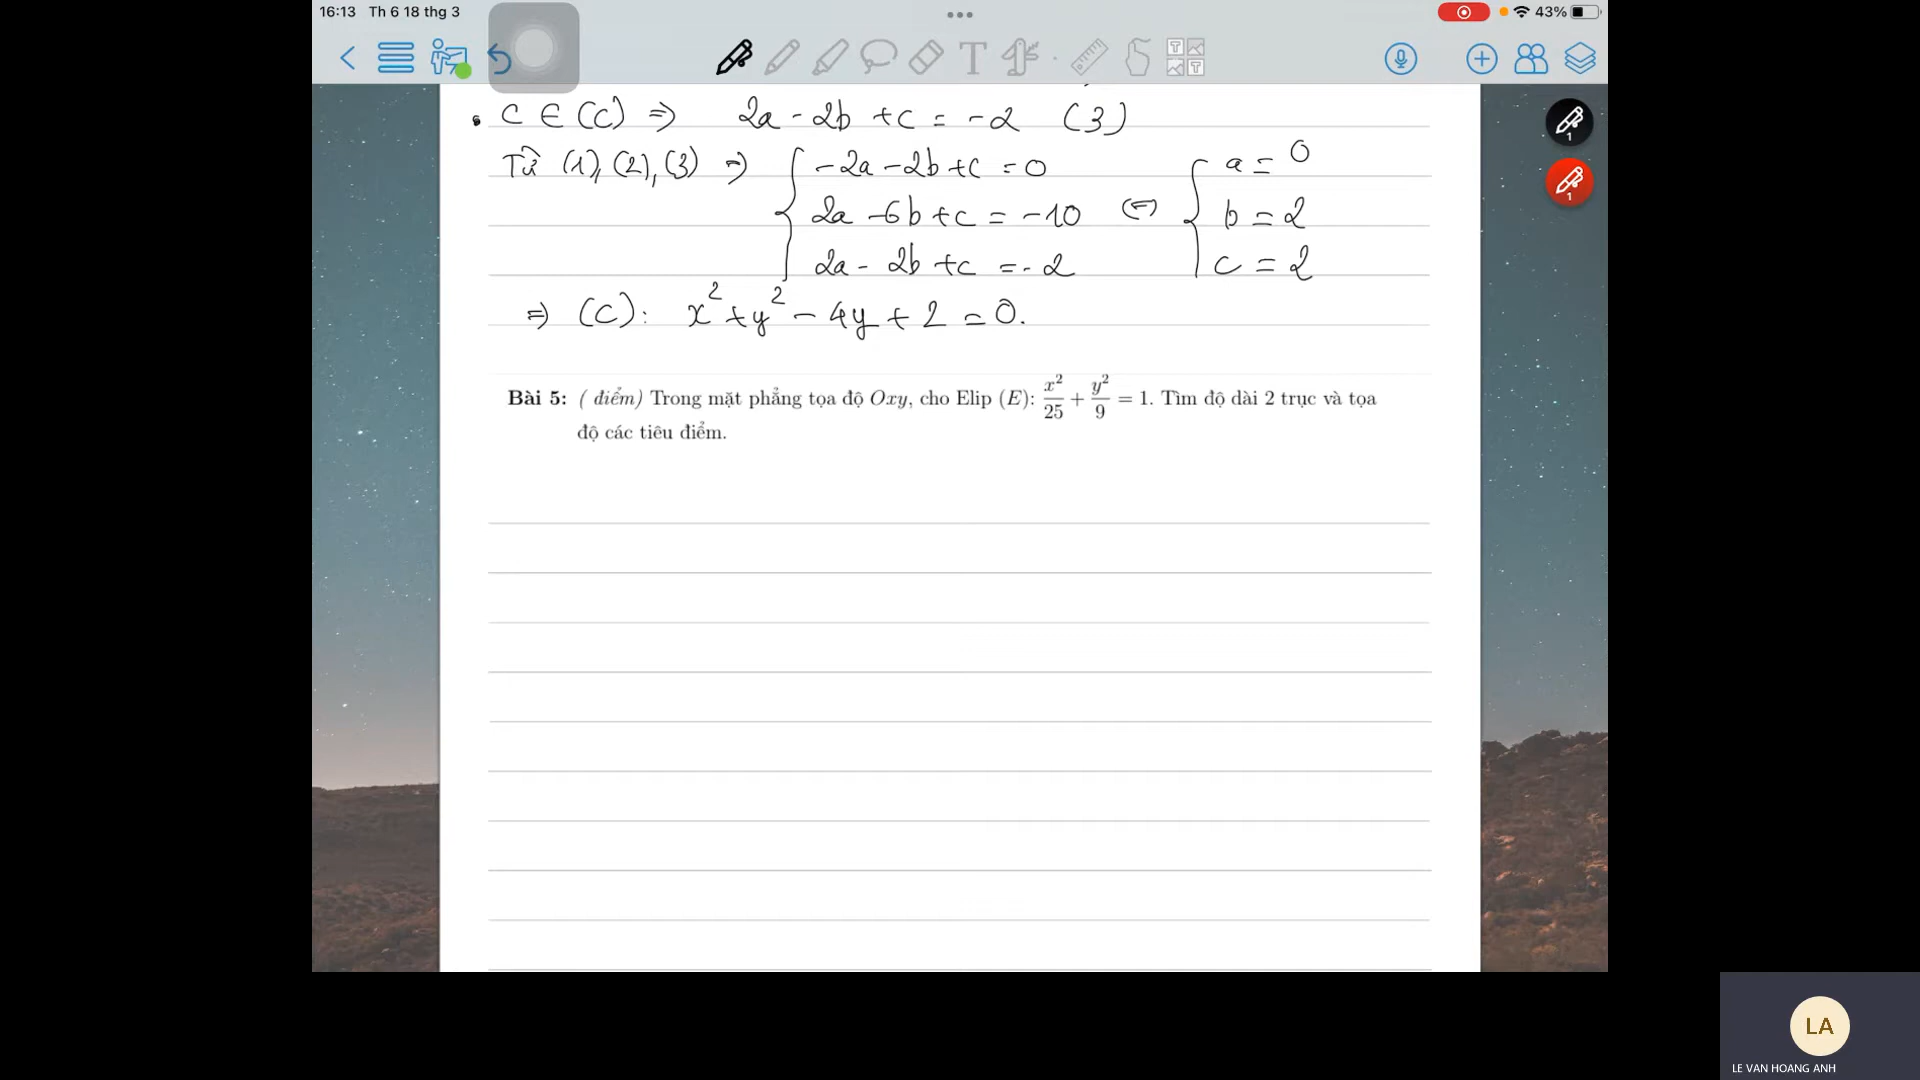 16:13 Th 6 18 thg 3
43%
C ∈ (C) ⇒ 2a - 2b + c = -2 (3)
Từ (1), (2), (3) ⇒ { -2a - 2b + c = 0
2a - 6b + c = -10
2a - 2b + c = -2
⇔ { a = 0
b = 2
c = 2
⇒ (C): x² + y² - 4y + 2 = 0.
Bài 5: ( điểm) Trong mặt phẳng tọa độ Oxy, cho Elip (E): x²/25 + y²/9 = 1. Tìm độ dài 2 trục và tọa
độ các tiêu điểm.
1
1
LA
LE VAN HOANG ANH